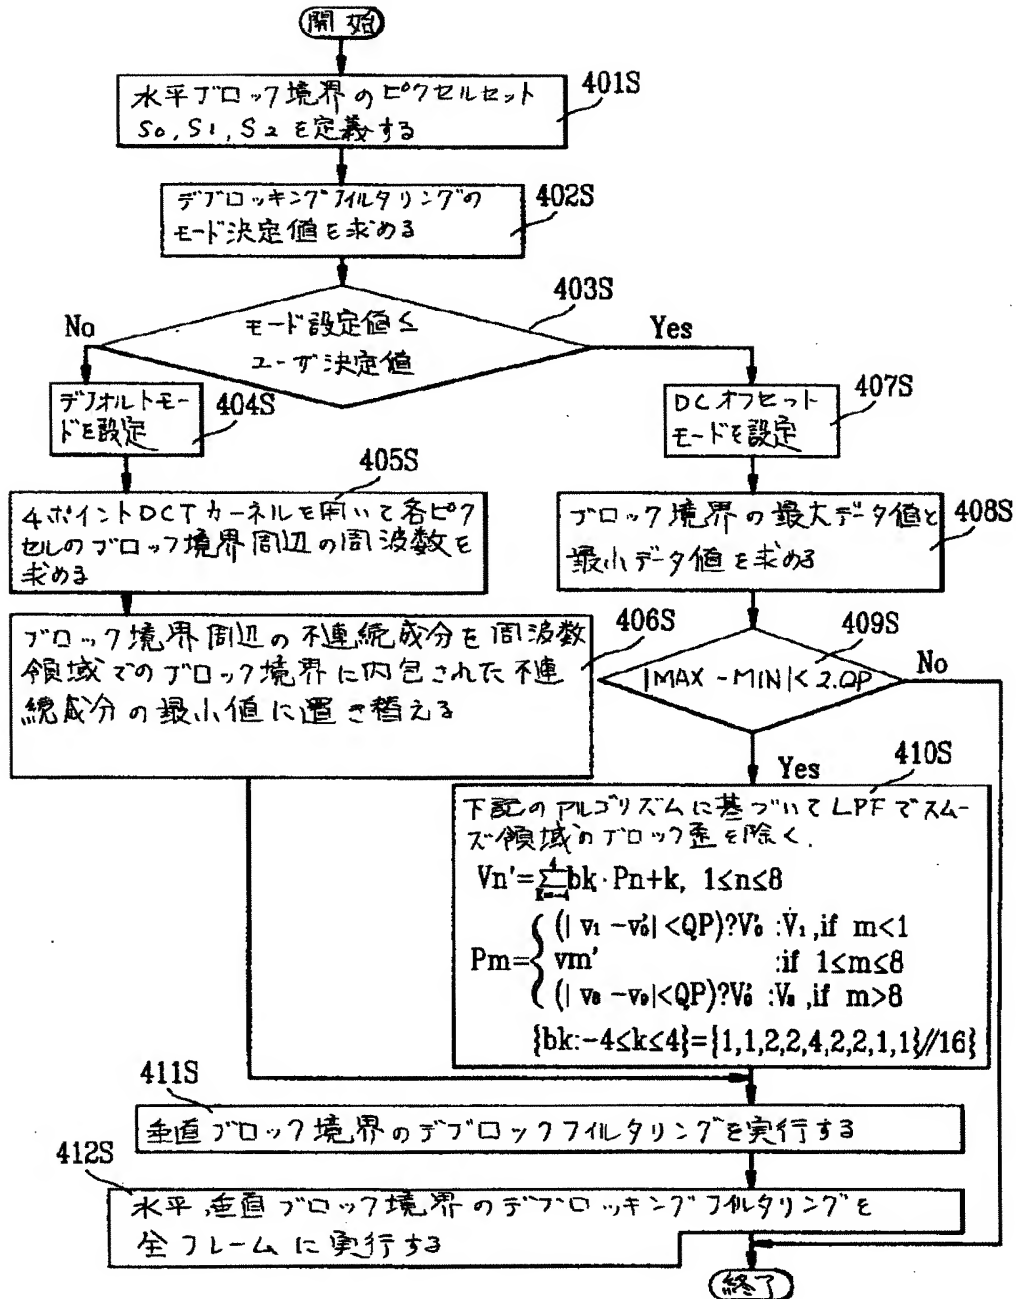 開始
水平ブロック境界のピクセルセット
S0, S1, S2 を定義する
401S
デブロッキングフィルタリングの
モード決定値を求める
402S
モード設定値≦
ユーザ決定値
403S
No
Yes
デフォルトモー
ドを設定
404S
DCオフセット
モードを設定
407S
405S
4ポイントDCTカーネルを用いて各ピク
セルのブロック境界周辺の周波数を
求める
ブロック境界の最大データ値と
最小データ値を求める
408S
ブロック境界周辺の不連続成分を周波数
領域でのブロック境界に内包された不連
続成分の最小値に置き替える
406S
409S
|MAX - MIN|< 2.QP
No
Yes
410S
下記のアルゴリズムに基づいてLPFでスムー
ズ領域のブロック歪を除く.
Vn'=∑bk·Pn+k, 1≤n≤8
4
K=-4
Pm={
(| v1 -v0'| <QP)?V0' :V1 ,if m<1
vm' :if 1≤m≤8
(| v8 -v9|<QP)?V0' :V8 ,if m>8
{bk:-4≤k≤4}={1,1,2,2,4,2,2,1,1}//16}
411S
垂直ブロック境界のデブロックフィルタリングを実行する
412S
水平,垂直ブロック境界のデブロッキングフィルタリングを
全フレームに実行する
終了